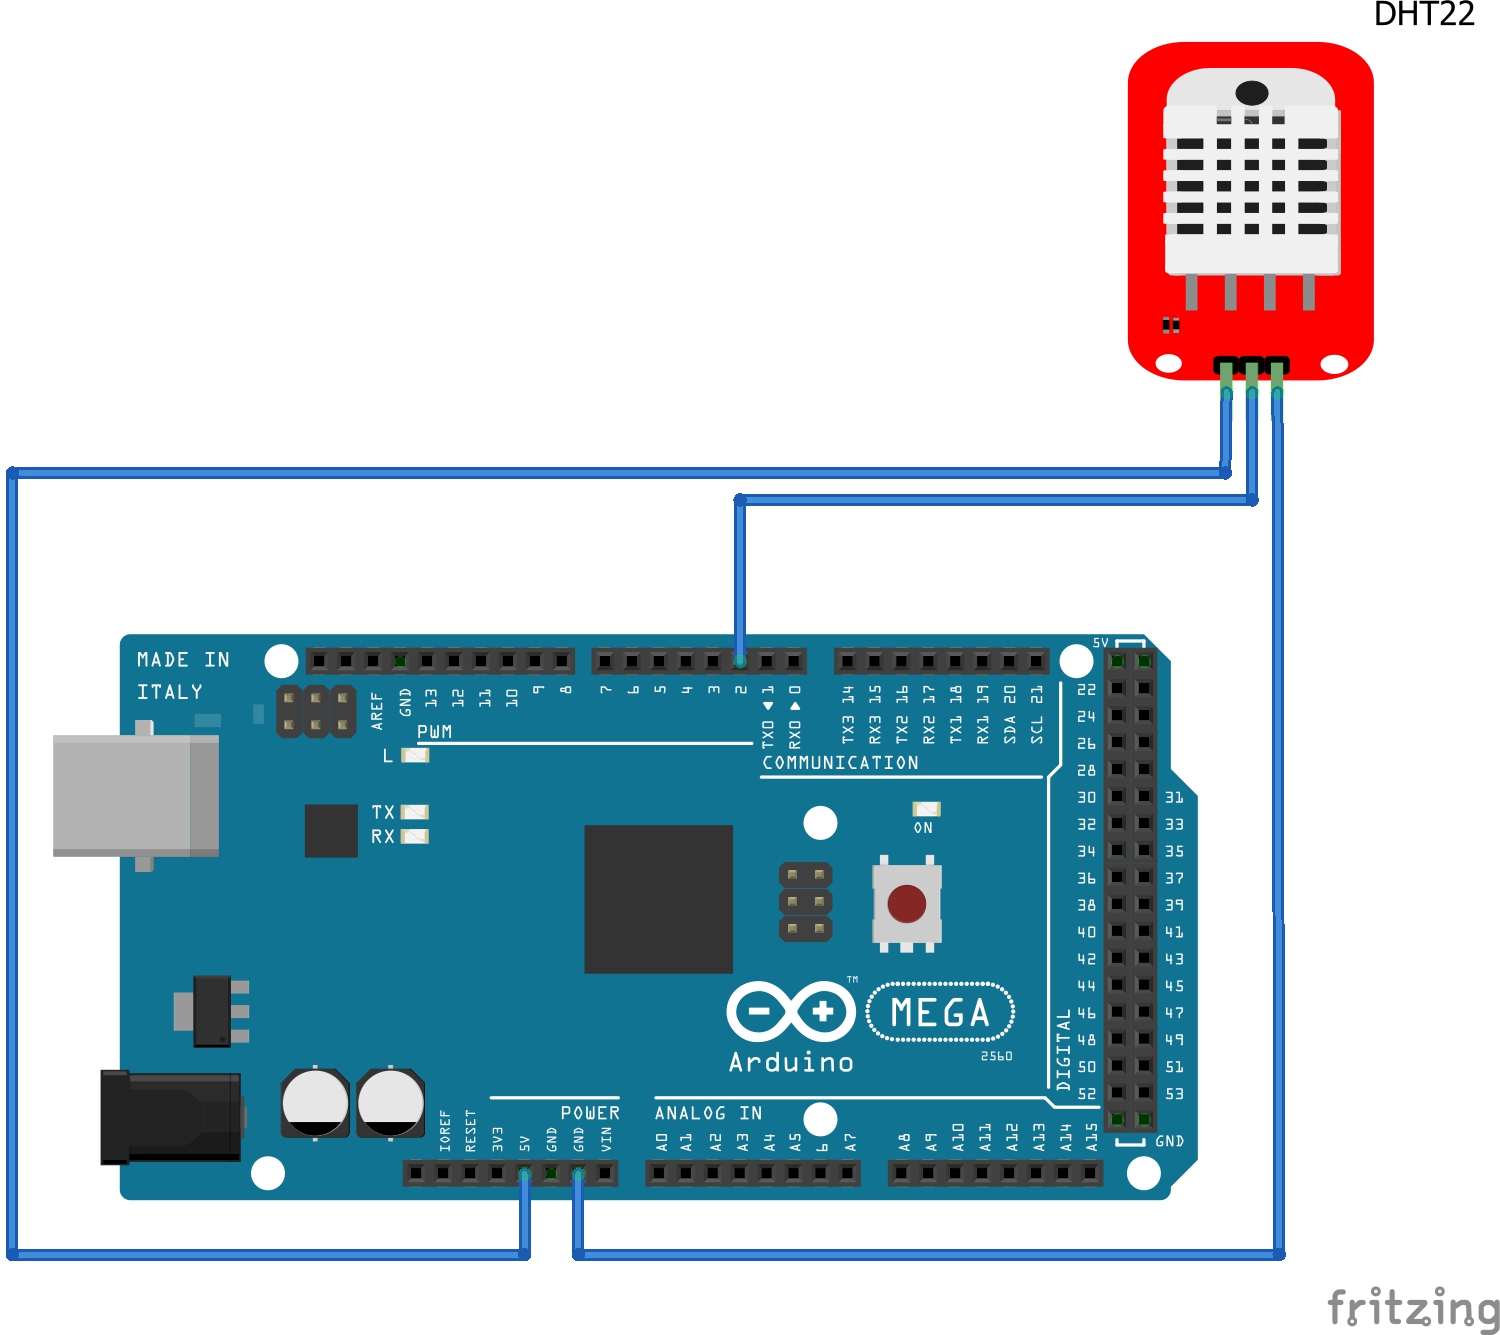 DHT22
MADE IN
ITALY
AREF
GND
13
12
11
10
9
8
7
6
5
4
3
2
TX0 1
RX0 0
TX3 14
RX3 15
TX2 16
RX2 17
TX1 18
RX1 19
SDA 20
SCL 21
5V
PWM
COMMUNICATION
L
TX
RX
ON
22
24
26
28
30 31
32 33
34 35
36 37
38 39
40 41
42 43
44 45
46 47
48 49
50 51
52 53
GND
DIGITAL
TM
MEGA
2560
Arduino
POWER
ANALOG IN
IOREF
RESET
3V3
5V
GND
GND
VIN
A0
A1
A2
A3
A4
A5
6
A7
A8
A9
A10
A11
A12
A13
A14
A15
fritzing